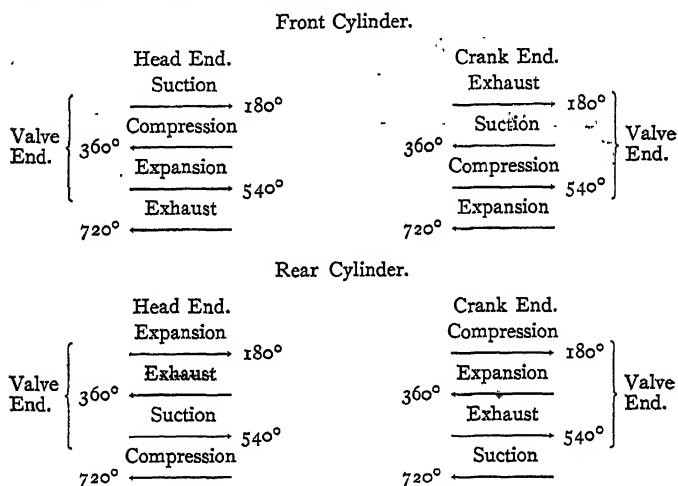 Front Cylinder.
Head End. Crank End.
Suction Exhaust
180° 180°
Compression Suction
Valve End. 360° 360° Valve End.
Expansion Compression
540° 540°
Exhaust Expansion
720° 720°
Rear Cylinder.
Head End. Crank End.
Expansion Compression
180° 180°
Exhaust Expansion
Valve End. 360° 360° Valve End.
Suction Exhaust
540° 540°
Compression Suction
720° 720°